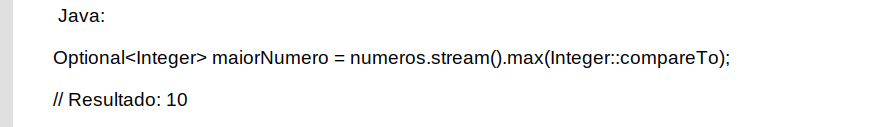 Java:
Optional<Integer> maiorNumero = numeros.stream().max(Integer::compareTo);
// Resultado: 10